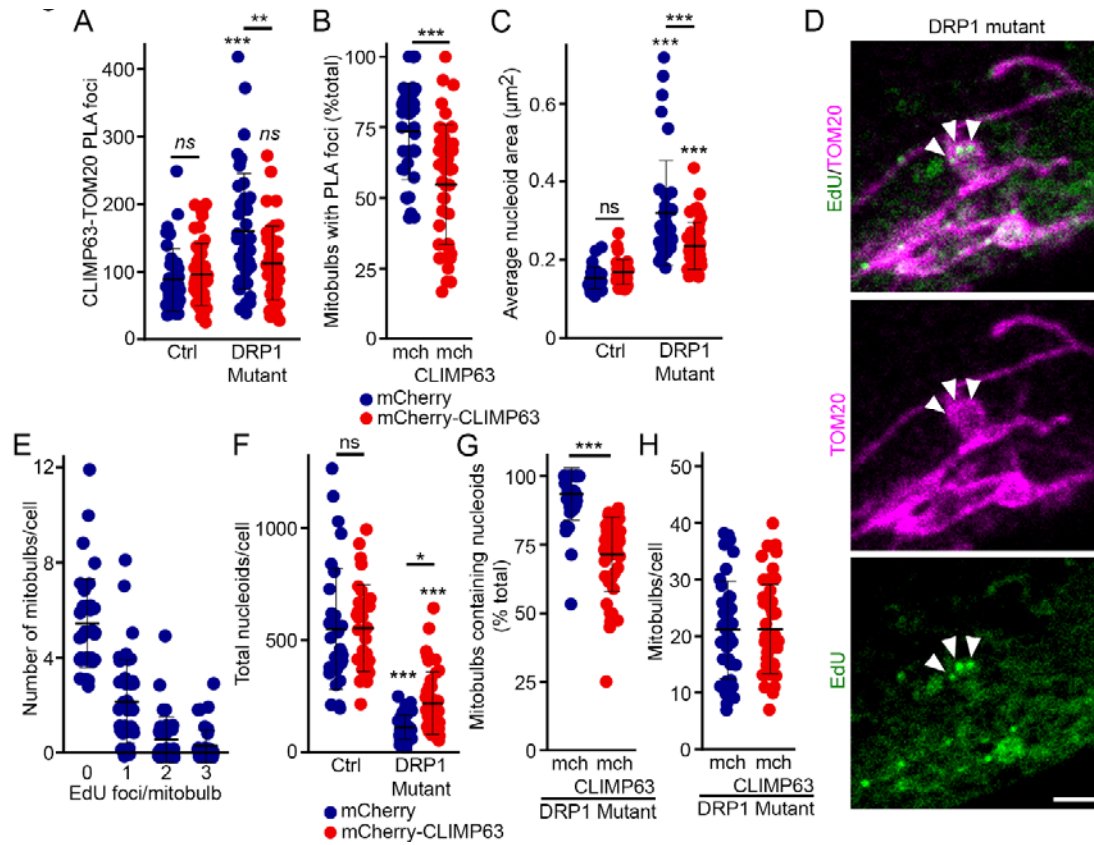 A
CLIMP63-TOM20 PLA foci
400
300
200
100
0
ns
***
**
ns
Ctrl
DRP1
Mutant
B
Mitobulbs with PLA foci (%total)
100
75
50
25
0
***
mch mch
CLIMP63
mCherry
mCherry-CLIMP63
C
Average nucleoid area (µm2)
0.6
0.4
0.2
0
ns
***
***
***
Ctrl
DRP1
Mutant
D
DRP1 mutant
EdU/TOM20
TOM20
EdU
E
Number of mitobulbs/cell
12
8
4
0
0 1 2 3
EdU foci/mitobulb
F
Total nucleoids/cell
1000
500
0
ns
***
*
***
Ctrl
DRP1
Mutant
mCherry
mCherry-CLIMP63
G
Mitobulbs containing nucleoids
(% total)
100
75
50
25
0
***
mch mch
CLIMP63
DRP1 Mutant
H
Mitobulbs/cell
50
40
30
20
10
0
mch mch
CLIMP63
DRP1 Mutant